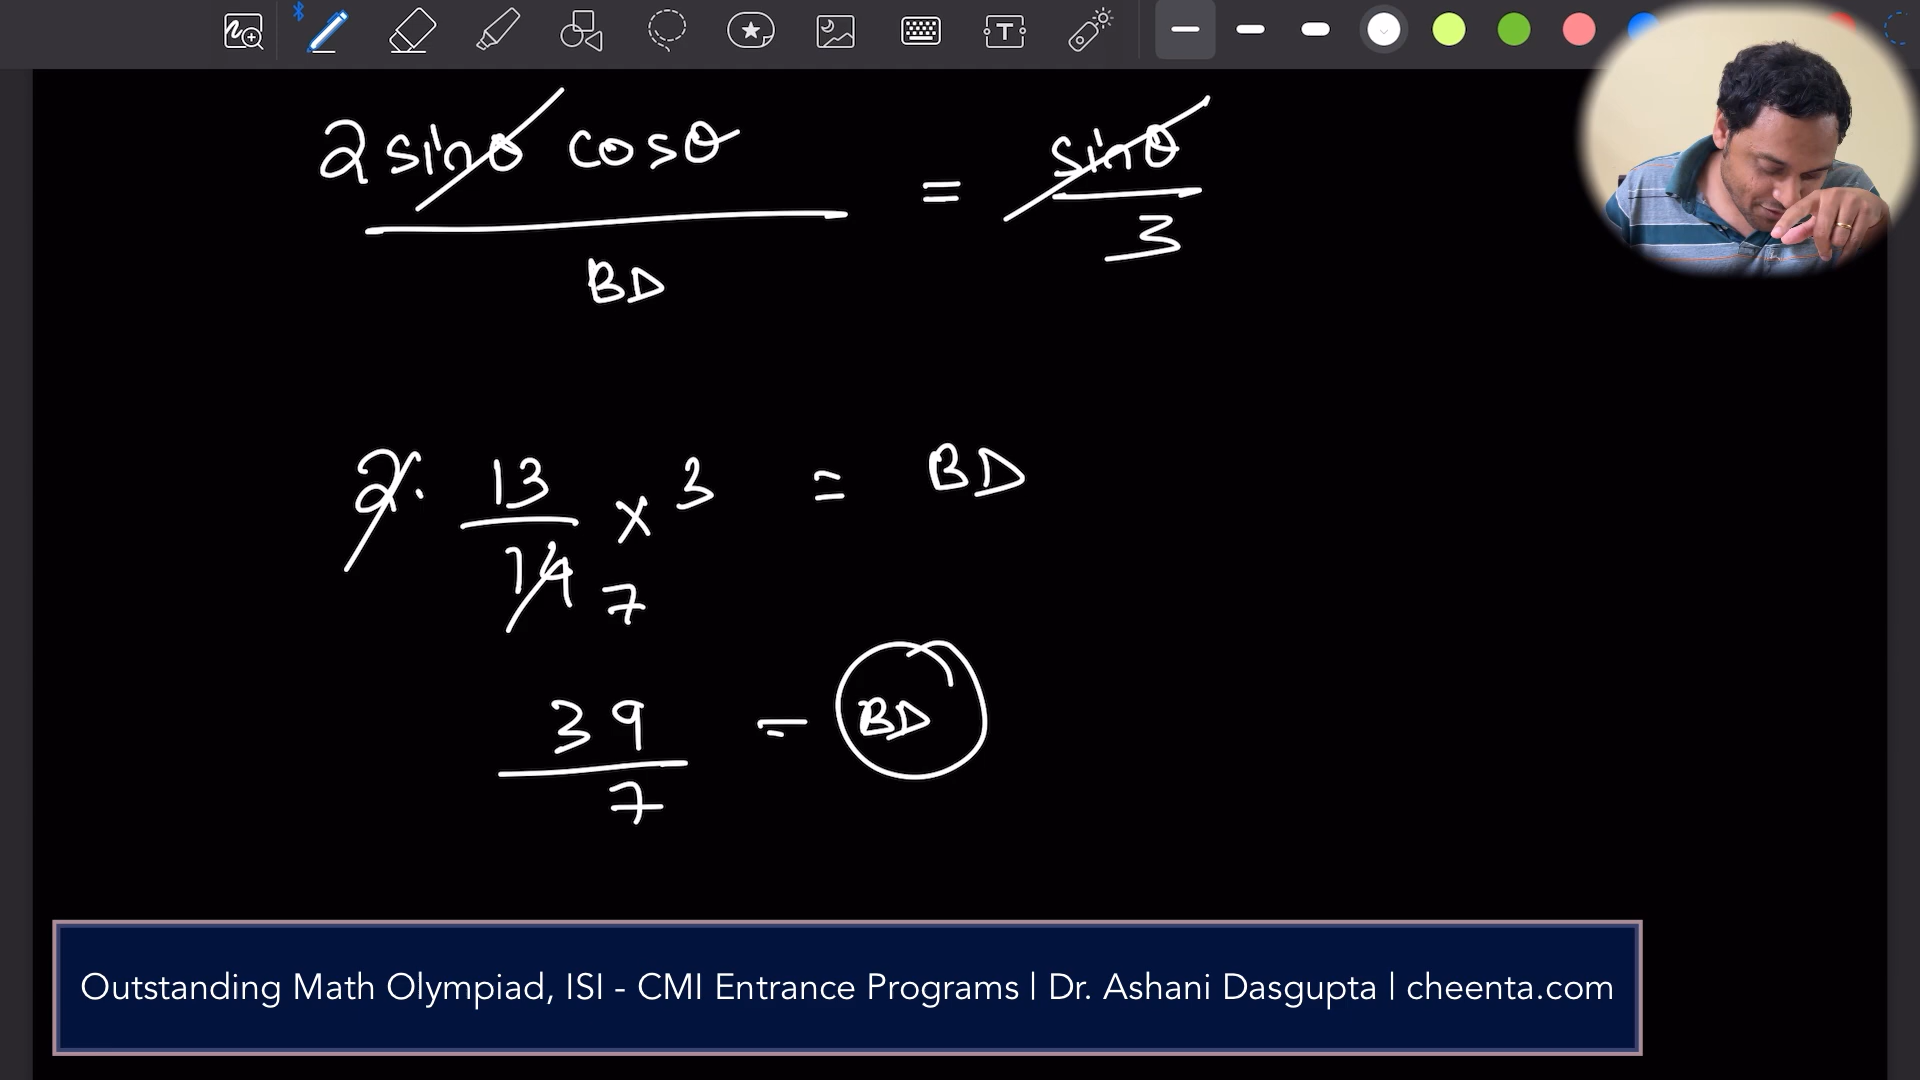 T
2 sinθ cosθ / BD = sinθ / 3
2 · 13/14 7 × 3 = BD
39/7 = BD
Outstanding Math Olympiad, ISI - CMI Entrance Programs | Dr. Ashani Dasgupta | cheenta.com